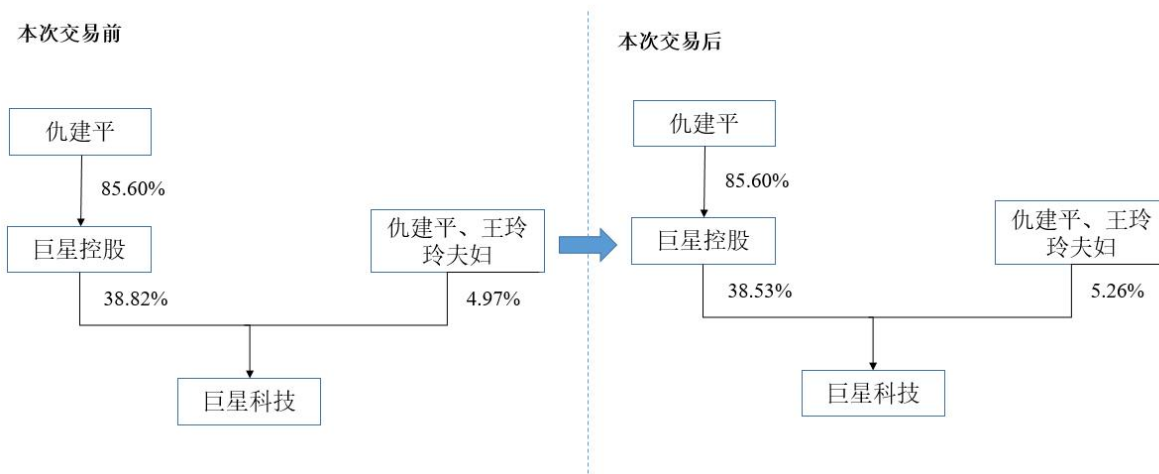 本次交易前
仇建平
85.60%
巨星控股
仇建平、王玲
玲夫妇
38.82%
4.97%
巨星科技
本次交易后
仇建平
85.60%
巨星控股
仇建平、王玲
玲夫妇
38.53%
5.26%
巨星科技